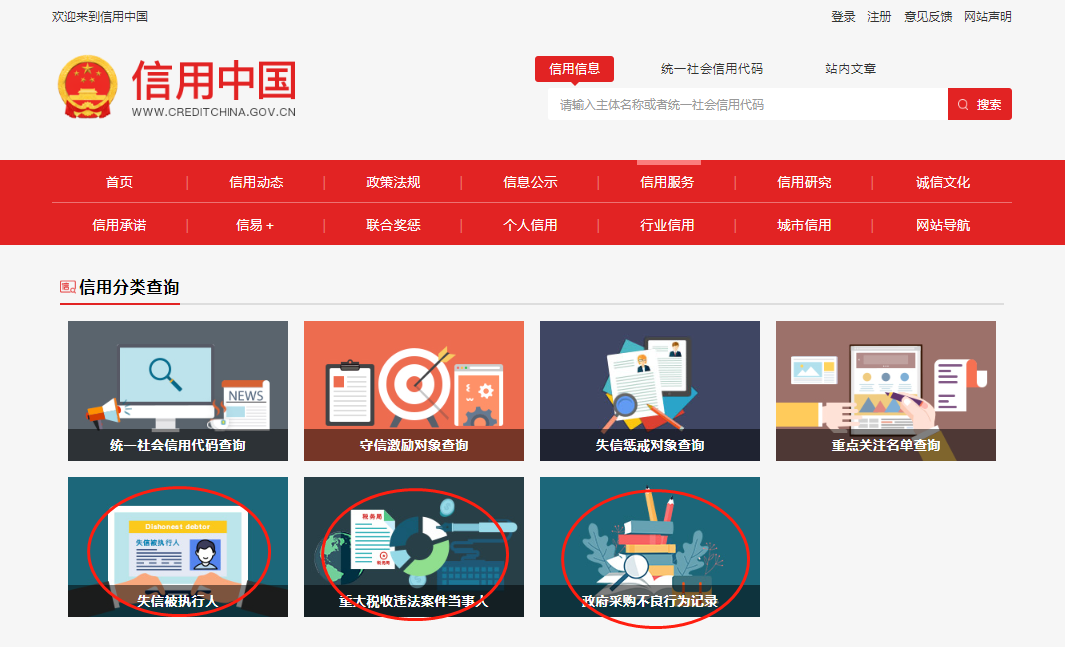 欢迎来到信用中国
登录 注册 意见反馈 网站声明
信用中国
WWW.CREDITCHINA.GOV.CN
信用信息 统一社会信用代码 站内文章
请输入主体名称或者统一社会信用代码 搜索
首页 信用动态 政策法规 信息公示 信用服务 信用研究 诚信文化
信用承诺 信易 + 联合奖惩 个人信用 行业信用 城市信用 网站导航
信用分类查询
NEWS
统一社会信用代码查询 守信激励对象查询 失信惩戒对象查询 重点关注名单查询
Dishonest debtor
失信被执行人
税务局
失信被执行人 重大税收违法案件当事人 政府采购不良行为记录